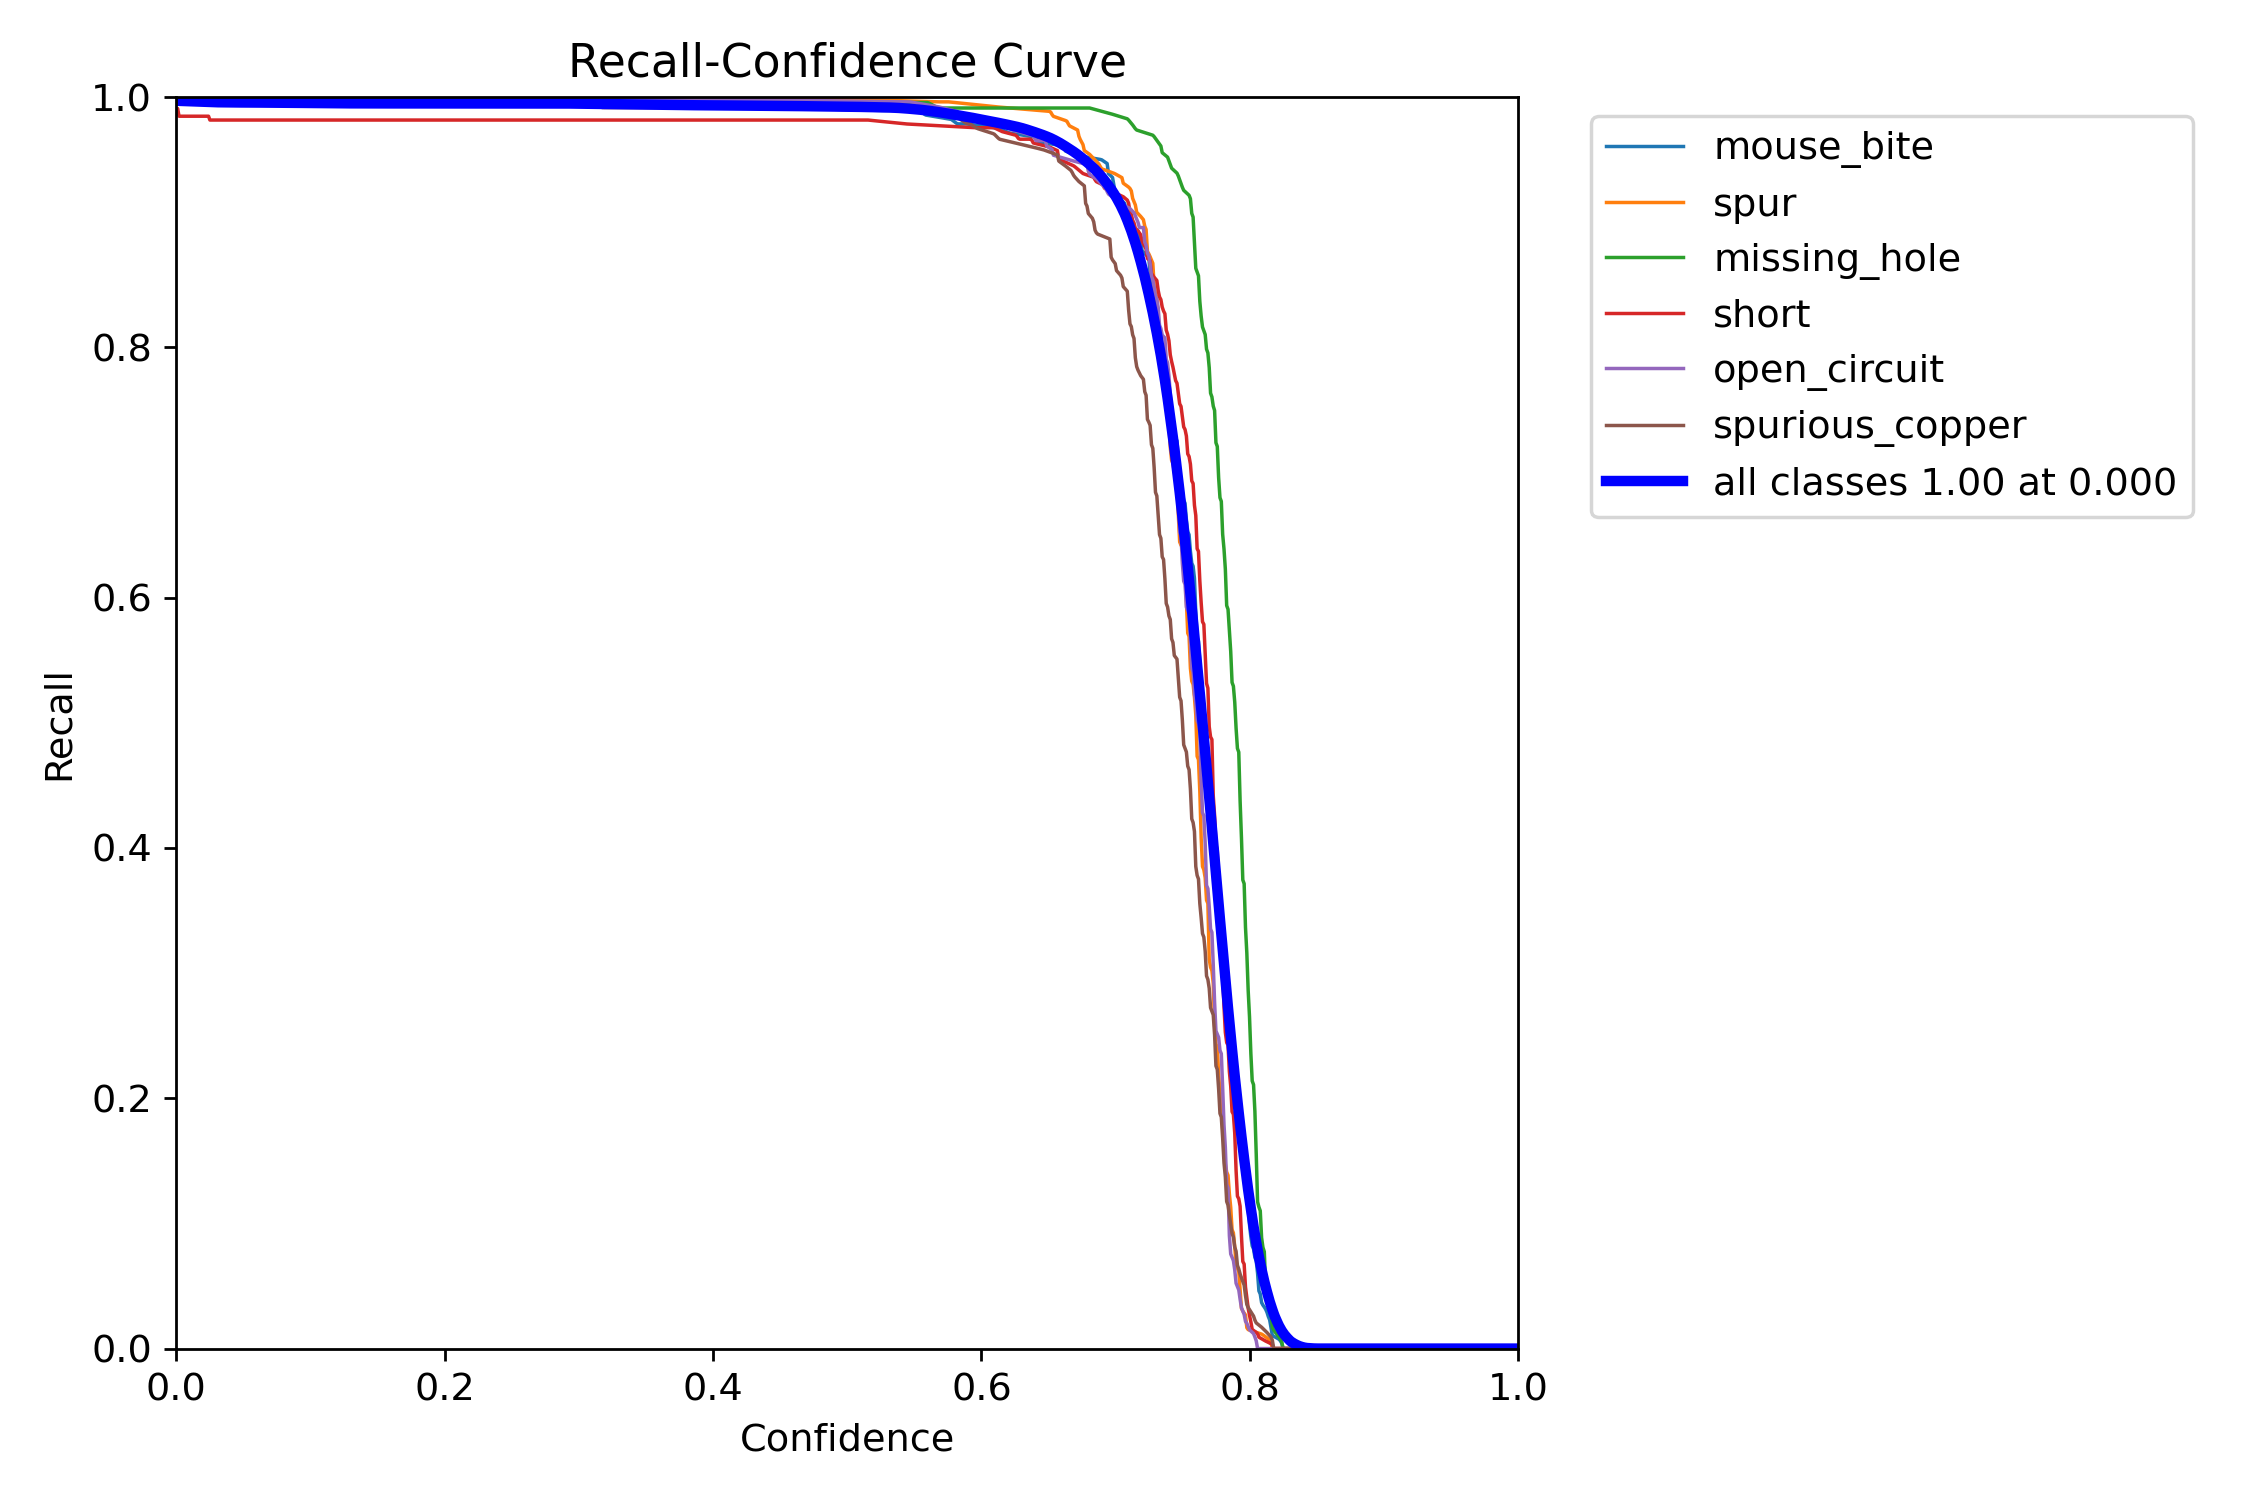 Recall-Confidence Curve
1.0
0.8
0.6
0.4
0.2
0.0
Recall
0.0 0.2 0.4 0.6 0.8 1.0
Confidence
mouse_bite
spur
missing_hole
short
open_circuit
spurious_copper
all classes 1.00 at 0.000